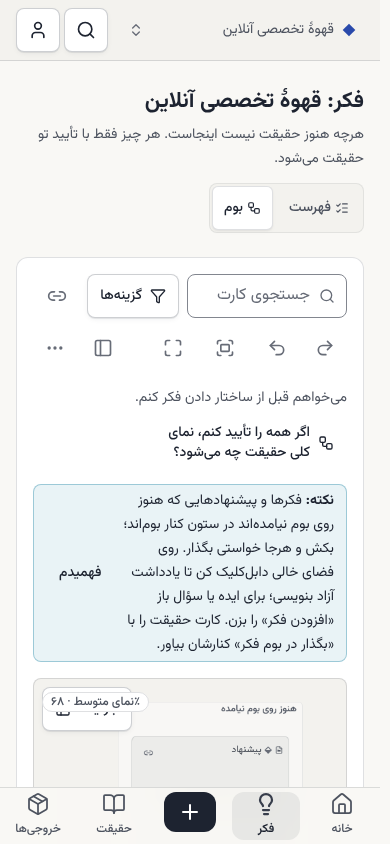 قهوهٔ تخصصی آنلاین
فکر: قهوهٔ تخصصی آنلاین
هرچه هنوز حقیقت نیست اینجاست. هر چیز فقط با تأیید تو
حقیقت می‌شود.
فهرست
بوم
جستجوی کارت
گزینه‌ها
می‌خواهم قبل از ساختار دادن فکر کنم.
اگر همه را تأیید کنم، نمای
کلی حقیقت چه می‌شود؟
نکته: فکرها و پیشنهادهایی که هنوز
روی بوم نیامده‌اند در ستون کنار بوم‌اند؛
بکش و هرجا خواستی بگذار. روی
فضای خالی دابل‌کلیک کن تا یادداشت
آزاد بنویسی؛ برای ایده یا سؤال باز
«افزودن فکر» را بزن. کارت حقیقت را با
«بگذار در بوم فکر» کنارشان بیاور.
فهمیدم
نمای متوسط · ۶۸٪
هنوز روی بوم نیامده
پیشنهاد
خانه
فکر
حقیقت
خروجی‌ها